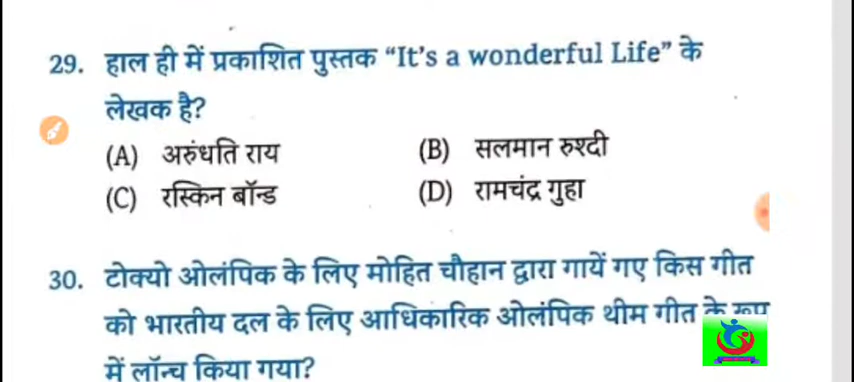 29. हाल ही में प्रकाशित पुस्तक “It’s a wonderful Life” के
लेखक है?
(A) अरुंधति राय (B) सलमान रुश्दी
(C) रस्किन बॉन्ड (D) रामचंद्र गुहा
30. टोक्यो ओलंपिक के लिए मोहित चौहान द्वारा गायें गए किस गीत
को भारतीय दल के लिए आधिकारिक ओलंपिक थीम गीत के रूप
में लॉन्च किया गया?